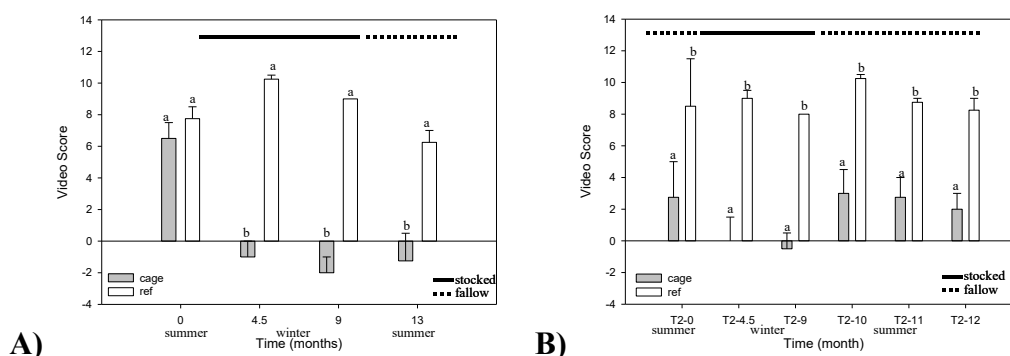 14
12
10
8
6
4
2
0
-2
-4
Video Score
a
a
a
b
a
b
a
b
cage
ref
stocked
fallow
0 4.5 9 13
summer winter summer
Time (months)
A)
14
12
10
8
6
4
2
0
-2
-4
Video Score
a
b
a
b
a
b
a
b
a
b
a
b
cage
ref
stocked
fallow
T2-0 T2-4.5 T2-9 T2-10 T2-11 T2-12
summer winter summer
Time (month)
B)